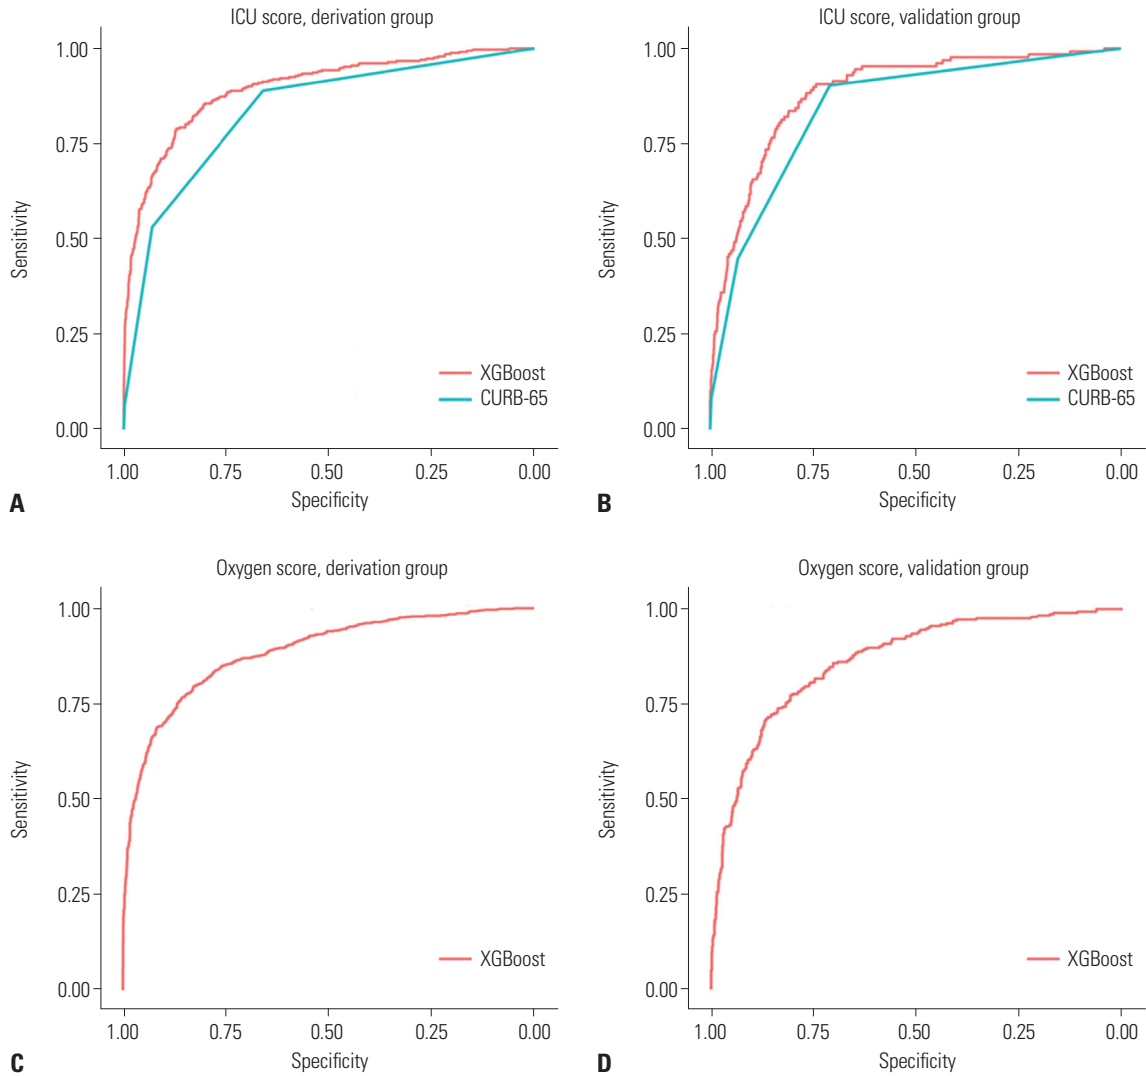 ICU score, derivation group
1.00
0.75
0.50
0.25
0.00
Sensitivity
XGBoost
CURB-65
1.00 0.75 0.50 0.25 0.00
Specificity
A
ICU score, validation group
1.00
0.75
0.50
0.25
0.00
Sensitivity
XGBoost
CURB-65
1.00 0.75 0.50 0.25 0.00
Specificity
B
Oxygen score, derivation group
1.00
0.75
0.50
0.25
0.00
Sensitivity
XGBoost
1.00 0.75 0.50 0.25 0.00
Specificity
C
Oxygen score, validation group
1.00
0.75
0.50
0.25
0.00
Sensitivity
XGBoost
1.00 0.75 0.50 0.25 0.00
Specificity
D